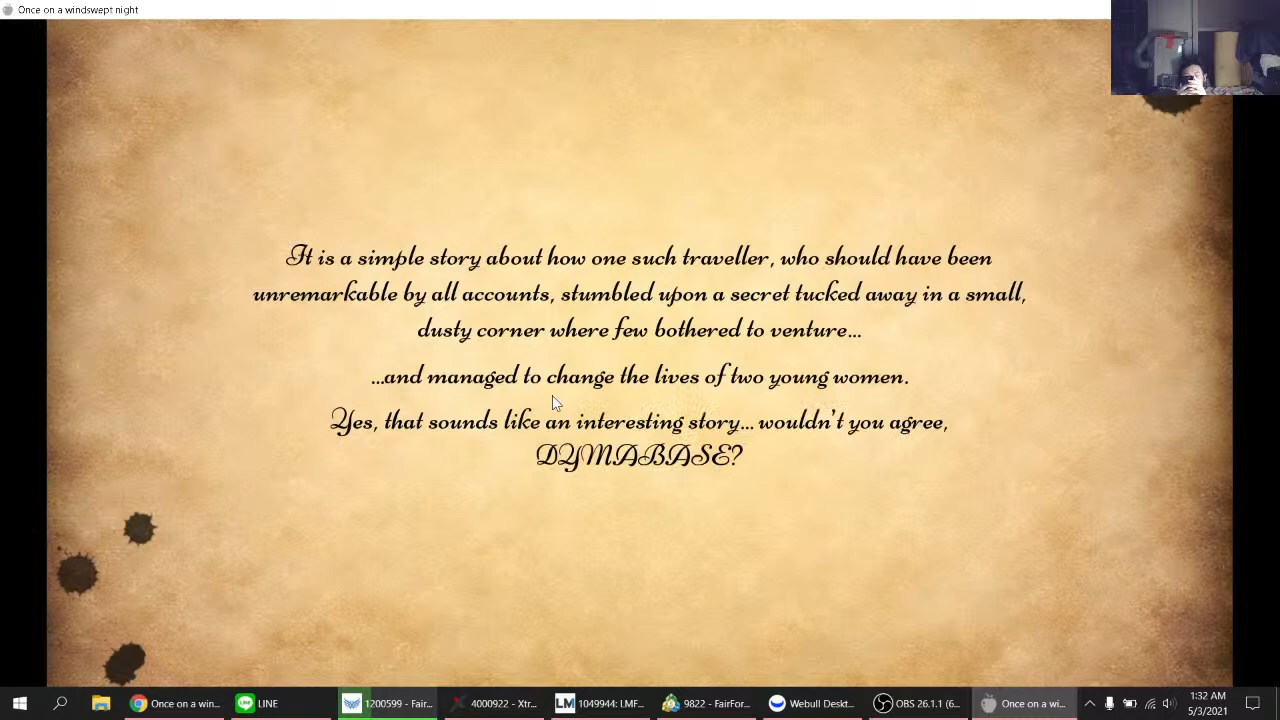 Once on a windswept night
It is a simple story about how one such traveller, who should have been
unremarkable by all accounts, stumbled upon a secret tucked away in a small,
dusty corner where few bothered to venture...
...and managed to change the lives of two young women.
Yes, that sounds like an interesting story... wouldn't you agree,
DYMABASE?
Once on a win...
LINE
1200599 - Fair...
4000922 - Xtr...
LM
1049944: LMF...
9822 - FairFor...
Webull Deskt...
OBS 26.1.1 (6...
Once on a wi...
1:32 AM
5/3/2021